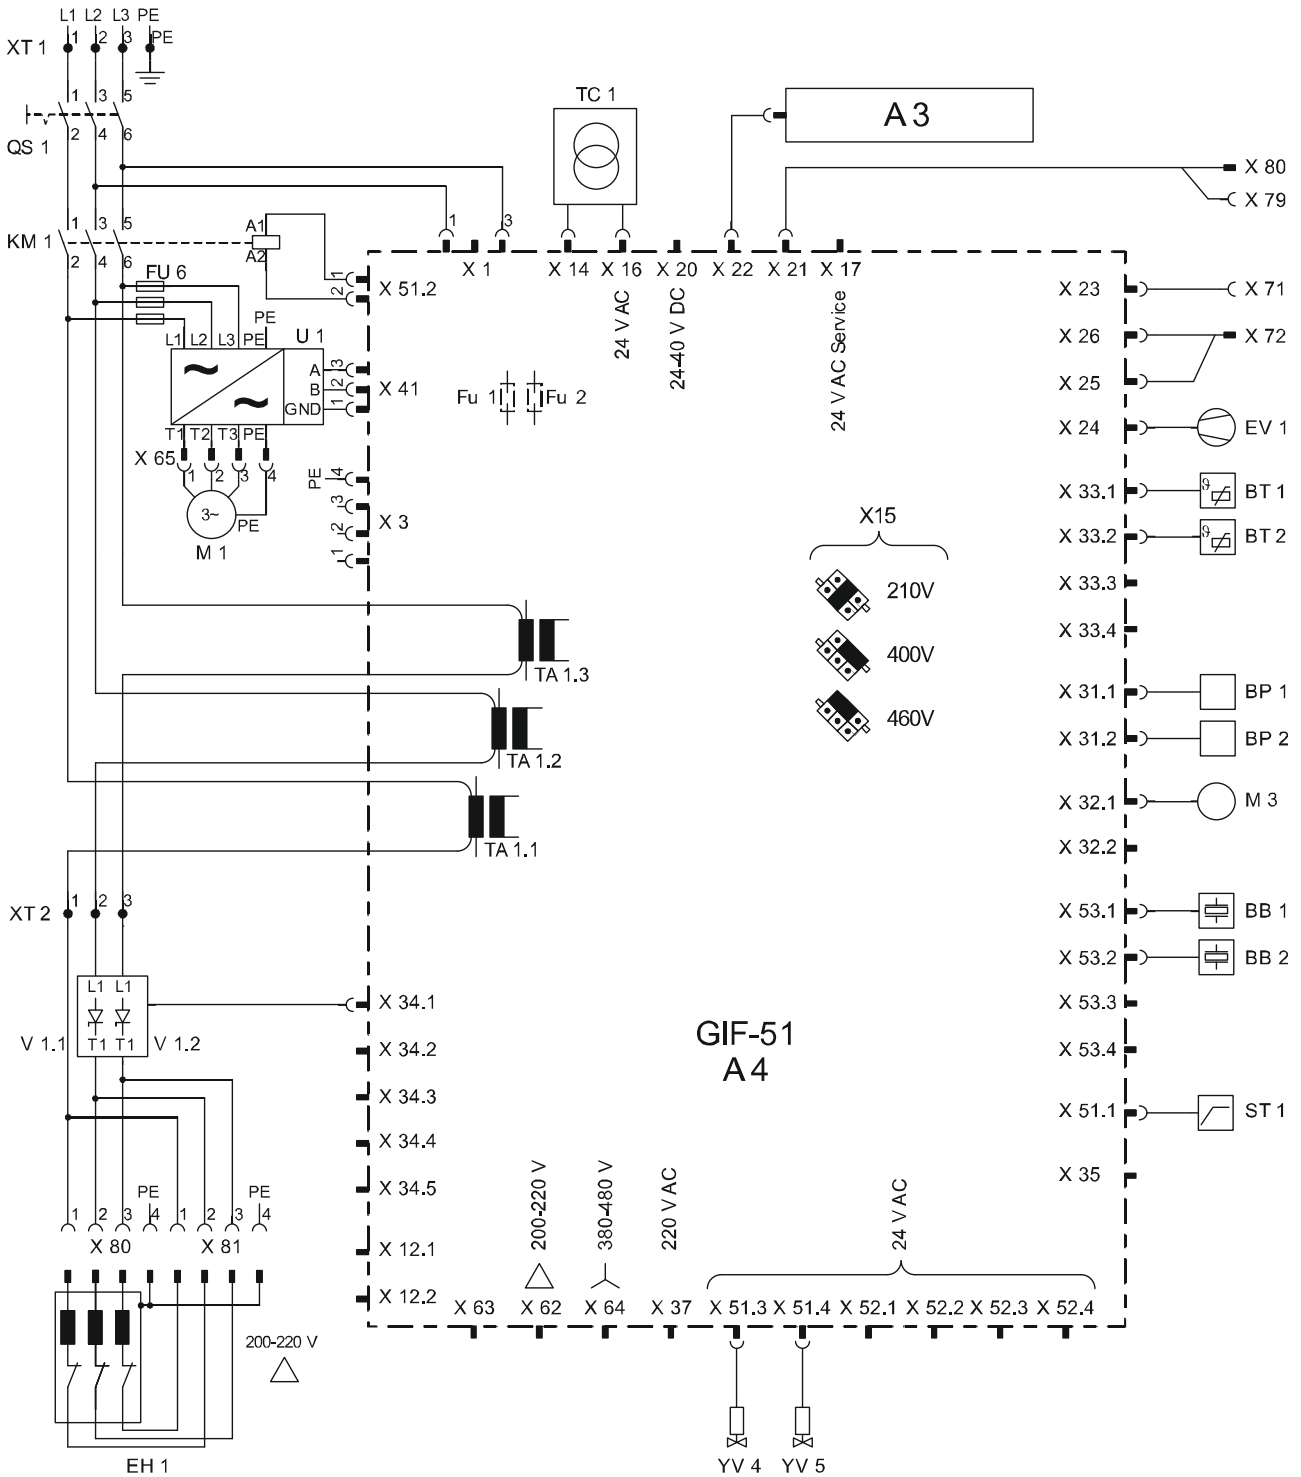 L1 L2 L3 PE
XT 1 1 2 3 PE
1 3 5
QS 1 2 4 6
TC 1
A 3
X 80
X 79
KM 1 1 3 5
2 4 6
A1
A2
1 3
X 1 X 14 X 16 X 20 X 22 X 21 X 17
24 V AC
24-40 V DC
24 V AC Service
1
2
X 51.2
FU 6
L1 L2 L3 PE
PE
U 1
A 3
B 2
GND 1
X 41
T1 T2 T3 PE
X 65 1 2 3 4
3~ PE
M 1
Fu 1 Fu 2
PE 4
3
2
1
X 3
X15
210V
400V
460V
X 23 X 71
X 26 X 72
X 25
X 24 EV 1
X 33.1 ϑ BT 1
X 33.2 ϑ BT 2
X 33.3
X 33.4
X 31.1 BP 1
X 31.2 BP 2
X 32.1 M 3
X 32.2
X 53.1 BB 1
X 53.2 BB 2
X 53.3
X 53.4
X 51.1 ST 1
X 35
TA 1.3
TA 1.2
TA 1.1
XT 2 1 2 3
L1 L1
V 1.1 T1 T1 V 1.2
X 34.1
X 34.2
X 34.3
X 34.4
X 34.5
X 12.1
X 12.2
GIF-51
A 4
PE PE
1 2 3 4 1 2 3 4
X 80 X 81
200-220 V
EH 1
200-220 V
380-480 V
220 V AC
24 V AC
X 63 X 62 X 64 X 37 X 51.3 X 51.4 X 52.1 X 52.2 X 52.3 X 52.4
YV 4 YV 5